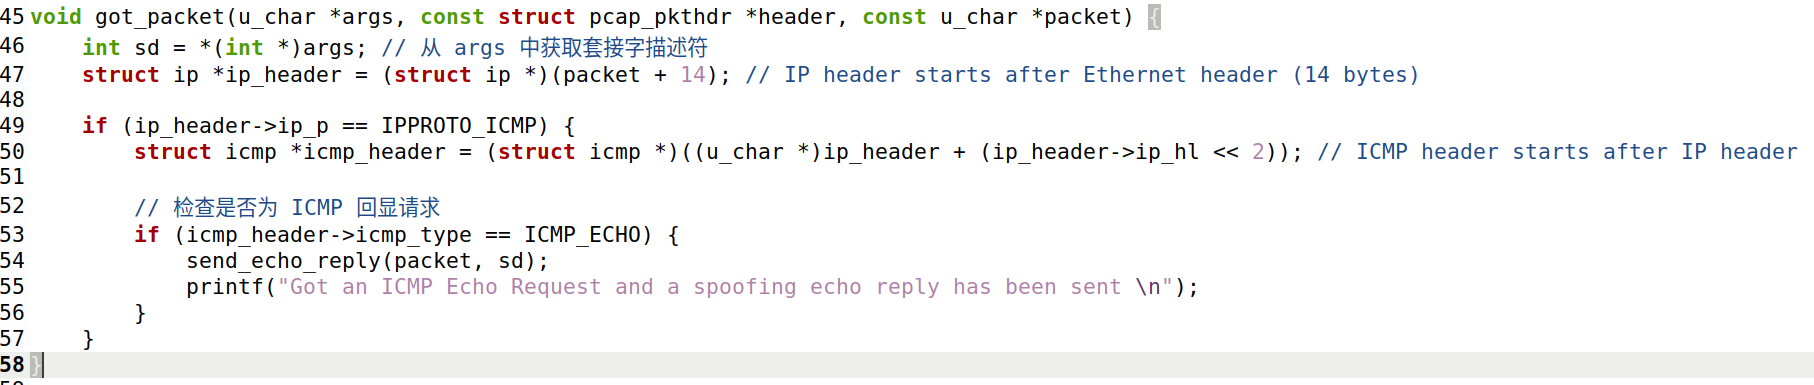 45 void got_packet(u_char *args, const struct pcap_pkthdr *header, const u_char *packet) {
46     int sd = *(int *)args; // 从 args 中获取套接字描述符
47     struct ip *ip_header = (struct ip *)(packet + 14); // IP header starts after Ethernet header (14 bytes)
48
49     if (ip_header->ip_p == IPPROTO_ICMP) {
50         struct icmp *icmp_header = (struct icmp *)((u_char *)ip_header + (ip_header->ip_hl << 2)); // ICMP header starts after IP header
51
52         // 检查是否为 ICMP 回显请求
53         if (icmp_header->icmp_type == ICMP_ECHO) {
54             send_echo_reply(packet, sd);
55             printf("Got an ICMP Echo Request and a spoofing echo reply has been sent \n");
56         }
57     }
58 }